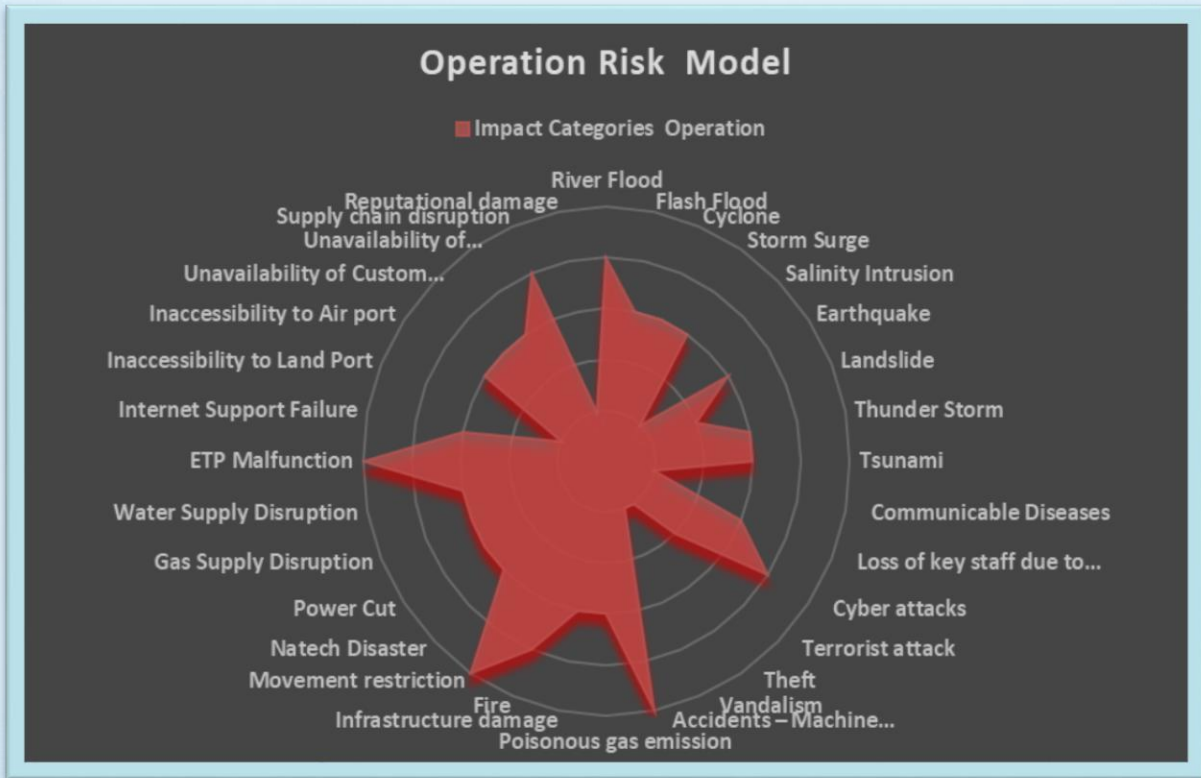 Operation Risk Model
Impact Categories Operation
River Flood
Flash Flood
Cyclone
Storm Surge
Salinity Intrusion
Earthquake
Landslide
Thunder Storm
Tsunami
Communicable Diseases
Loss of key staff due to...
Cyber attacks
Terrorist attack
Theft
Vandalism
Accidents – Machine...
Poisonous gas emission
Infrastructure damage
Fire
Movement restriction
Natech Disaster
Power Cut
Gas Supply Disruption
Water Supply Disruption
ETP Malfunction
Internet Support Failure
Inaccessibility to Land Port
Inaccessibility to Air port
Unavailability of Custom...
Unavailability of...
Supply chain disruption
Reputational damage